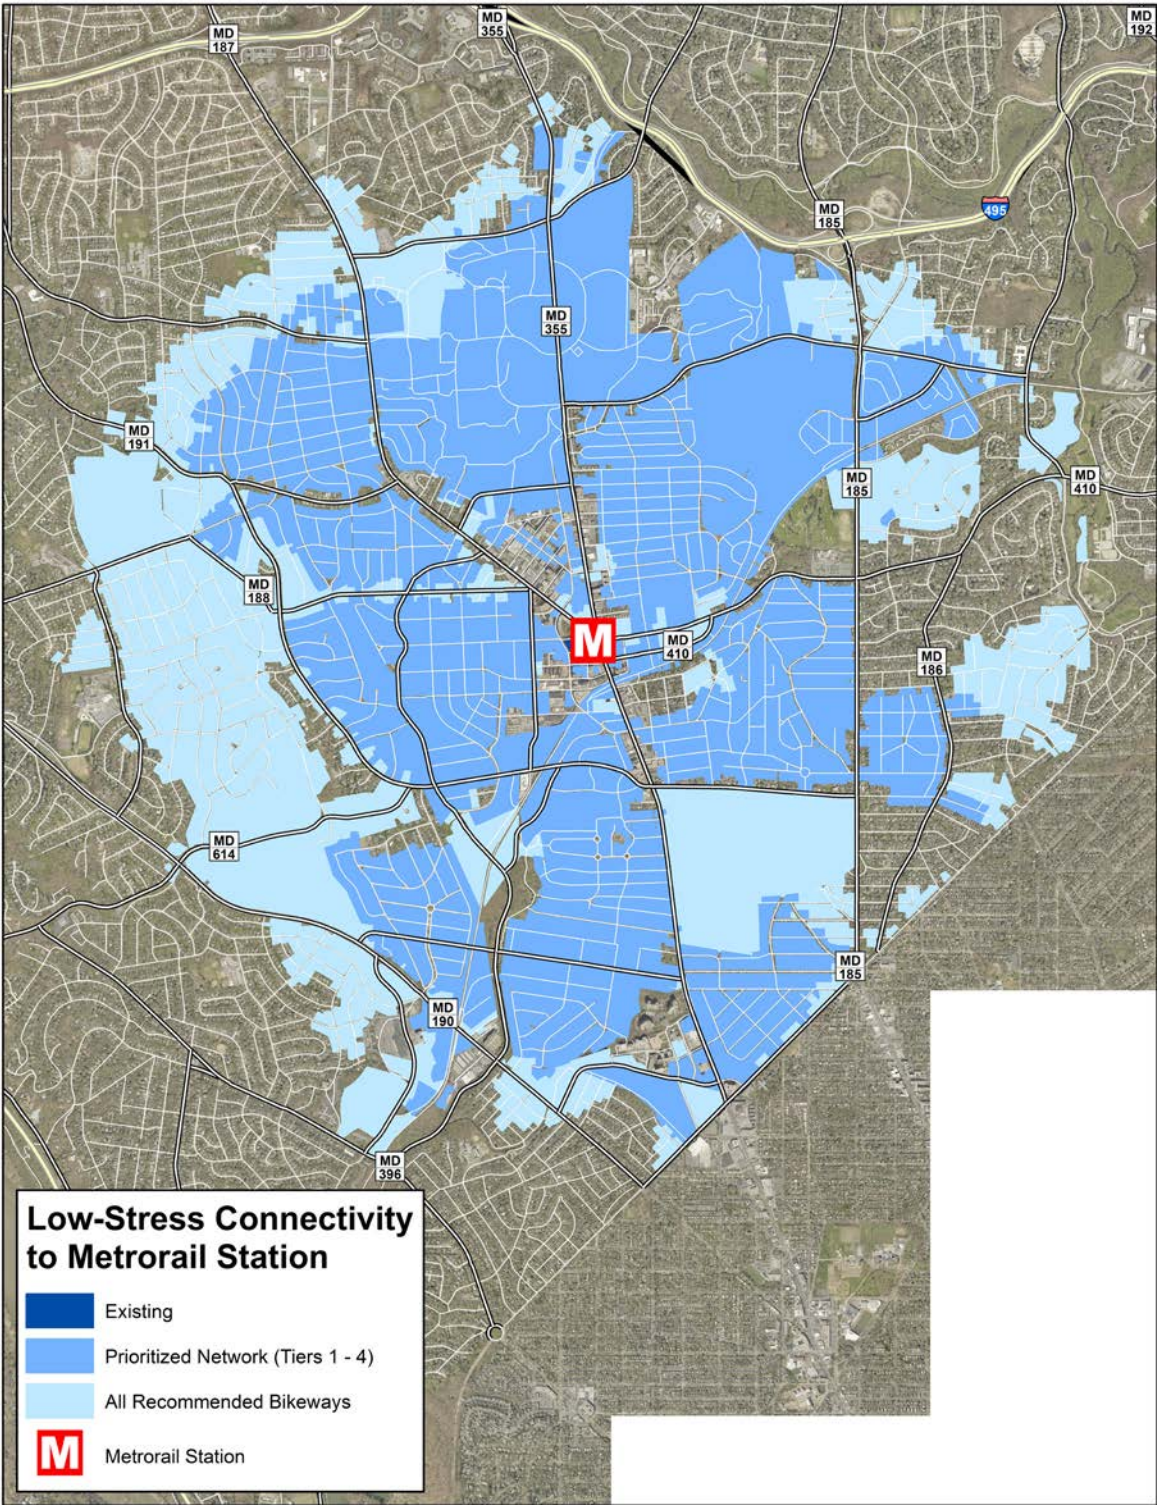 MD
355
MD
192
MD
187
MD
185
495
MD
355
MD
191
MD
185
MD
410
MD
188
MD
410
MD
186
MD
614
MD
185
MD
190
MD
396
Low-Stress Connectivity
to Metrorail Station
Existing
Prioritized Network (Tiers 1 - 4)
All Recommended Bikeways
M
Metrorail Station
M